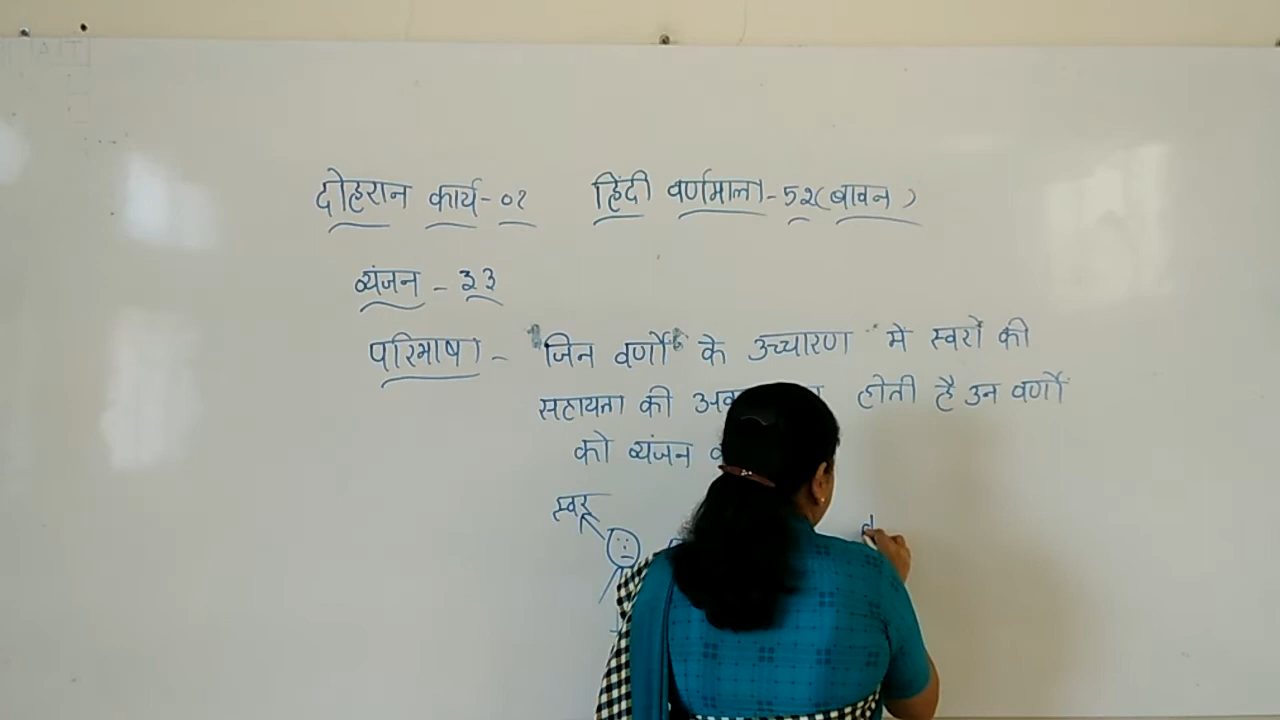 दोहरान कार्य-०१ हिंदी वर्णमाला-५२(बावन)
व्यंजन - ३३
परिभाषा - जिन वर्णों के उच्चारण में स्वरों की
सहायता की होती है उन वर्णों
को व्यंजन
स्वर